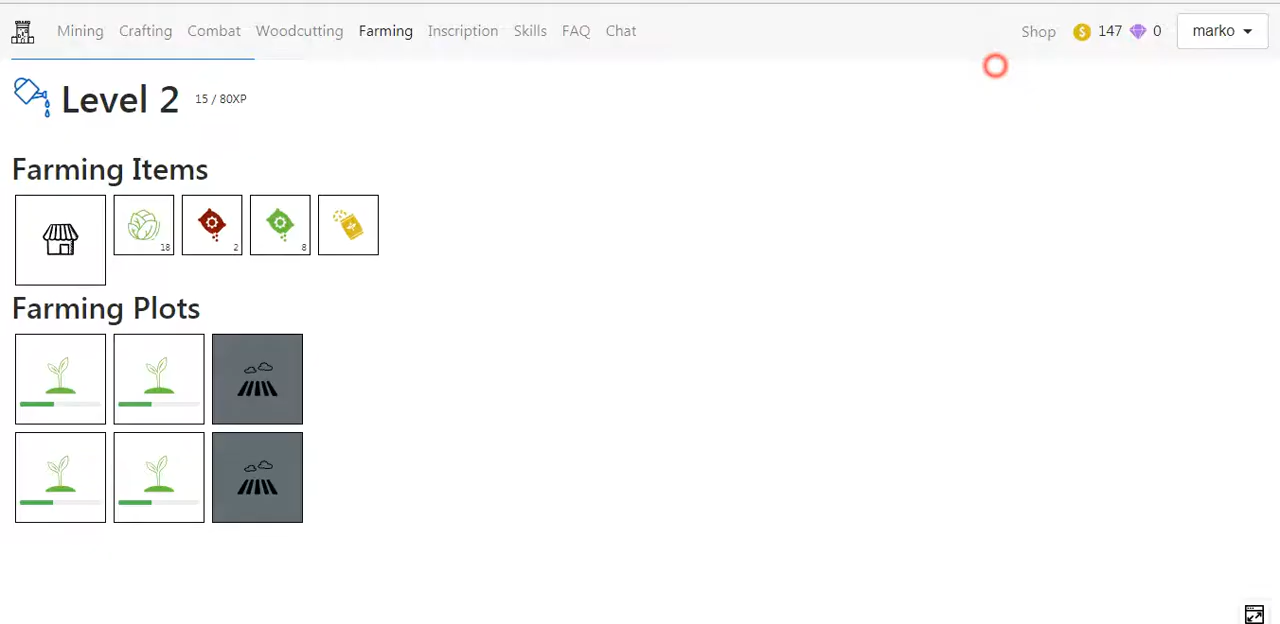 Mining Crafting Combat Woodcutting Farming Inscription Skills FAQ Chat Shop $ 147 0 marko
Level 2 15 / 80XP
Farming Items
18 2 8
Farming Plots